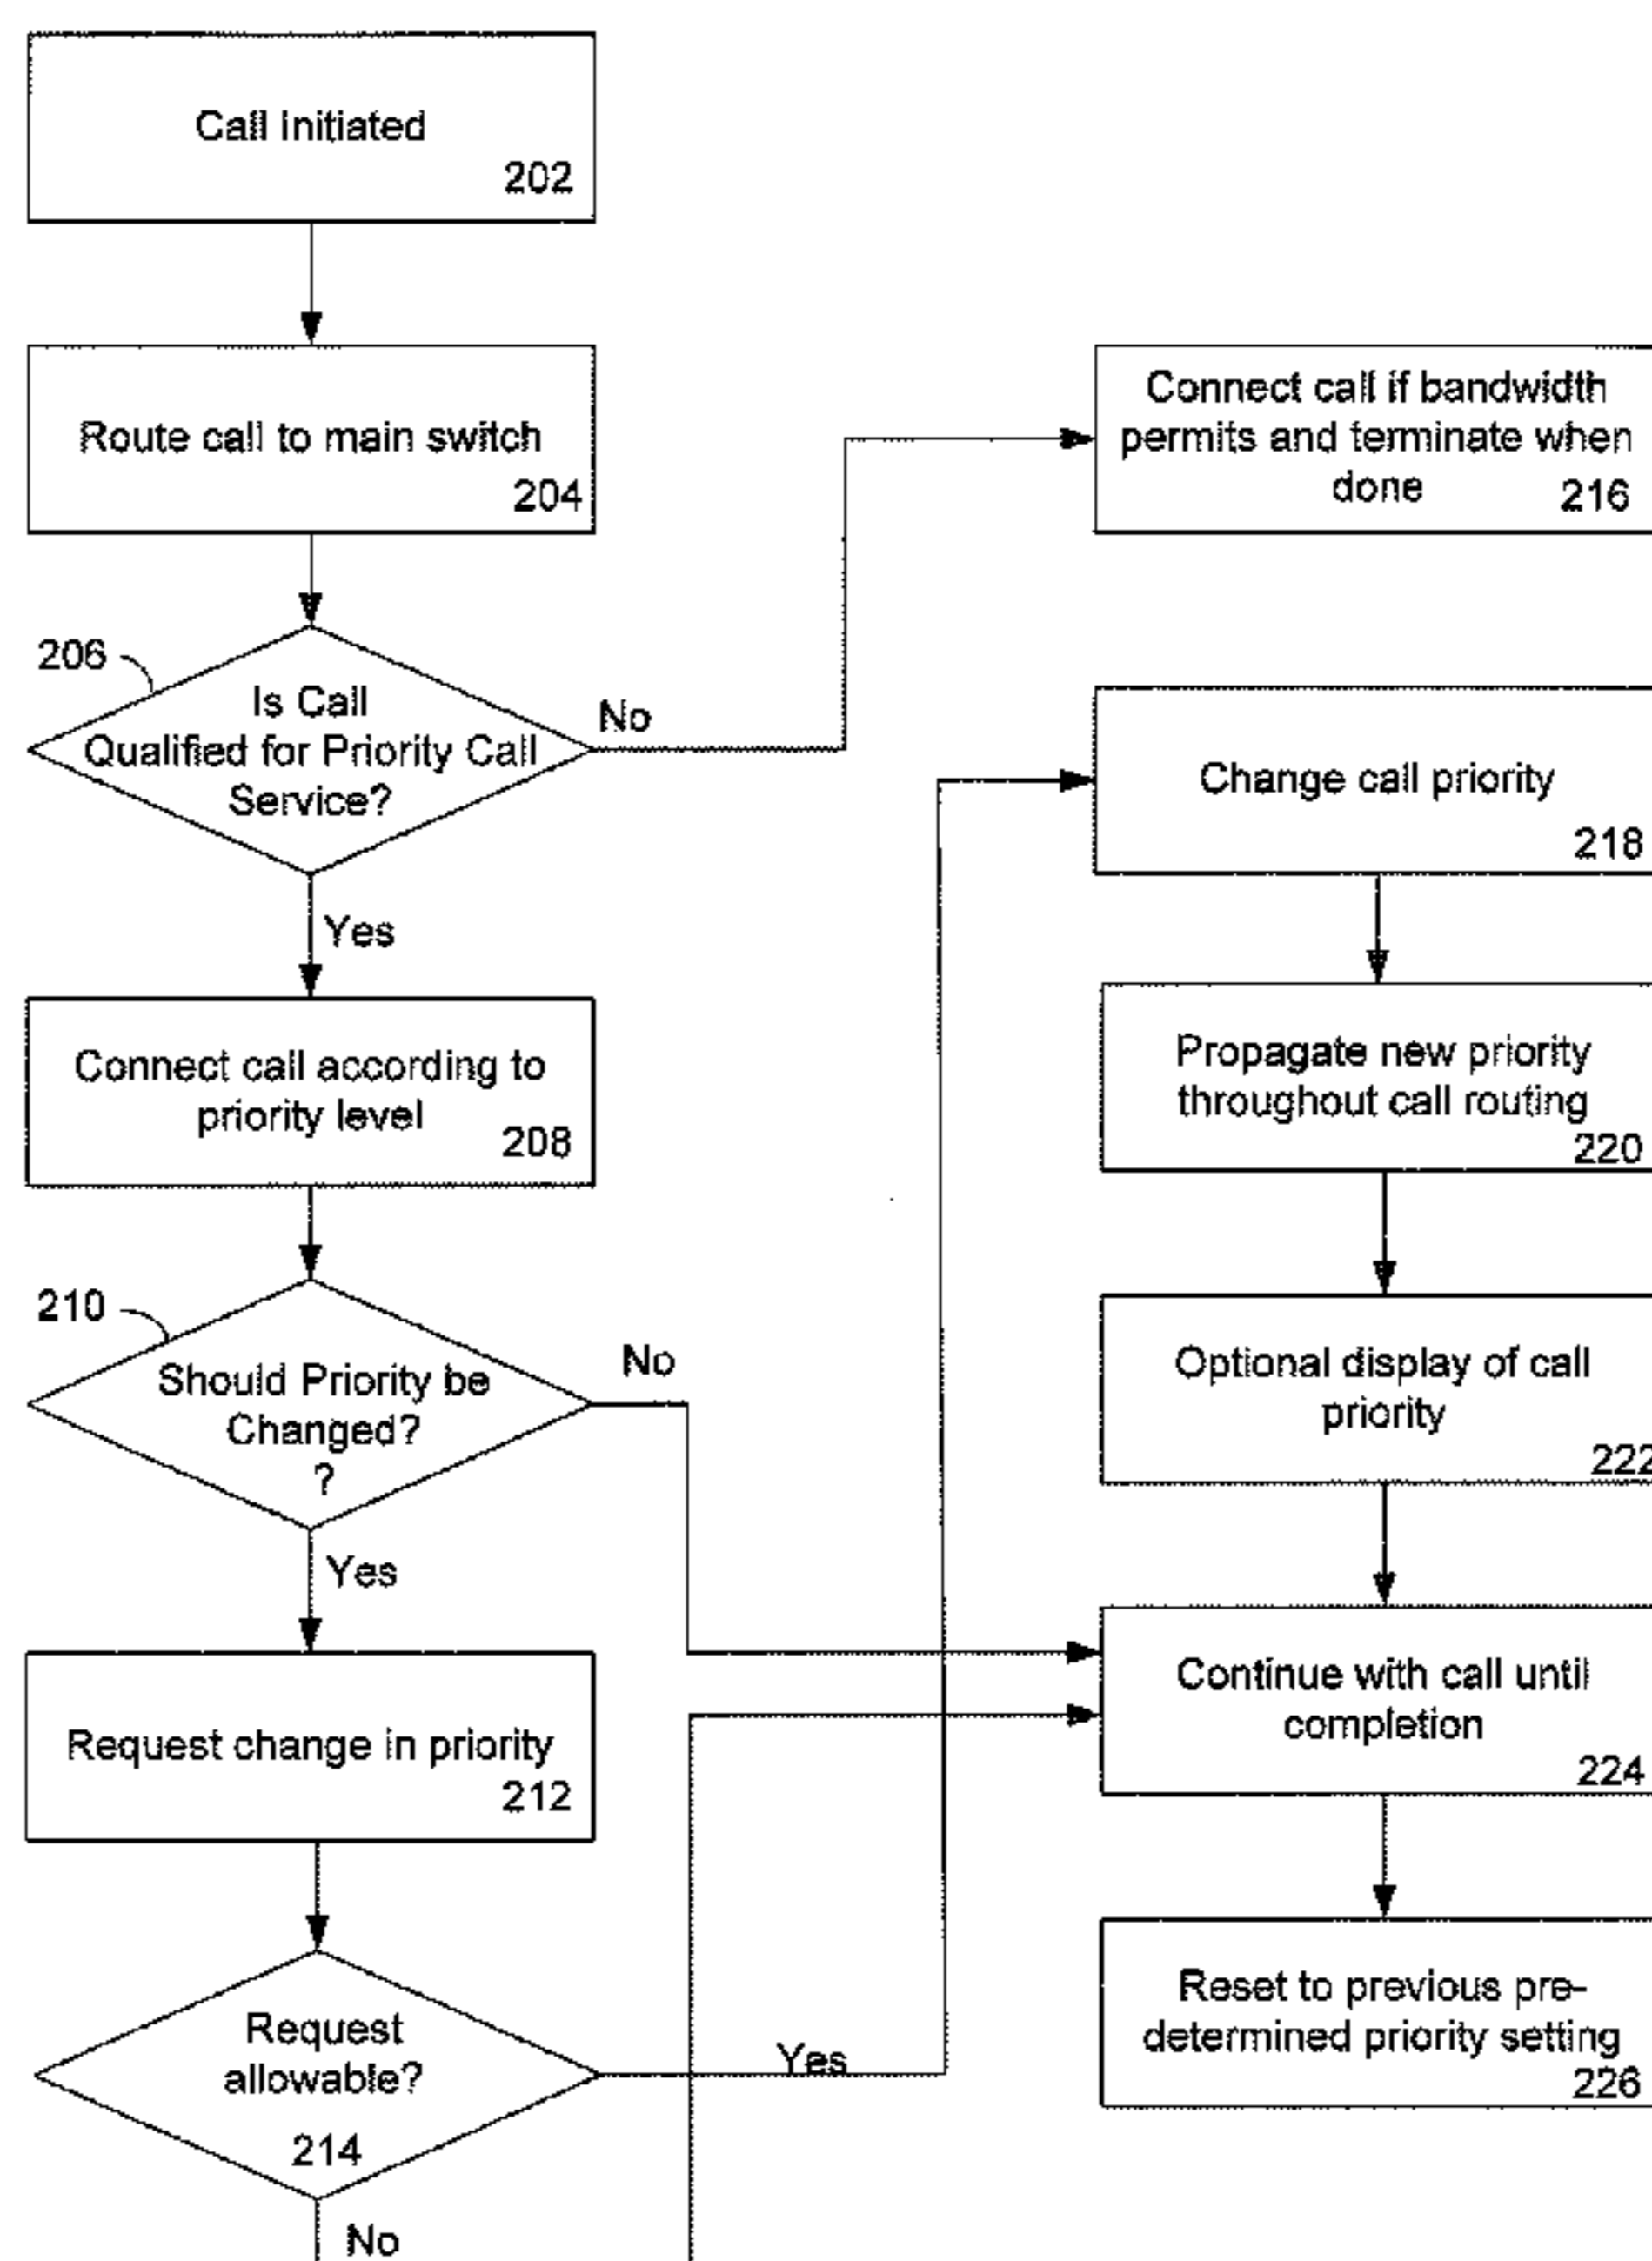 Call Initiated
202
Route call to main switch
204
206
Is Call
Qualified for Priority Call
Service?
No
Yes
Connect call according to
priority level
208
210
Should Priority be
Changed?
?
No
Yes
Request change in priority
212
Request
allowable?
214
Yes
No
Connect call if bandwidth
permits and terminate when
done
216
Change call priority
218
Propagate new priority
throughout call routing
220
Optional display of call
priority
222
Continue with call until
completion
224
Reset to previous pre-
determined priority setting
226